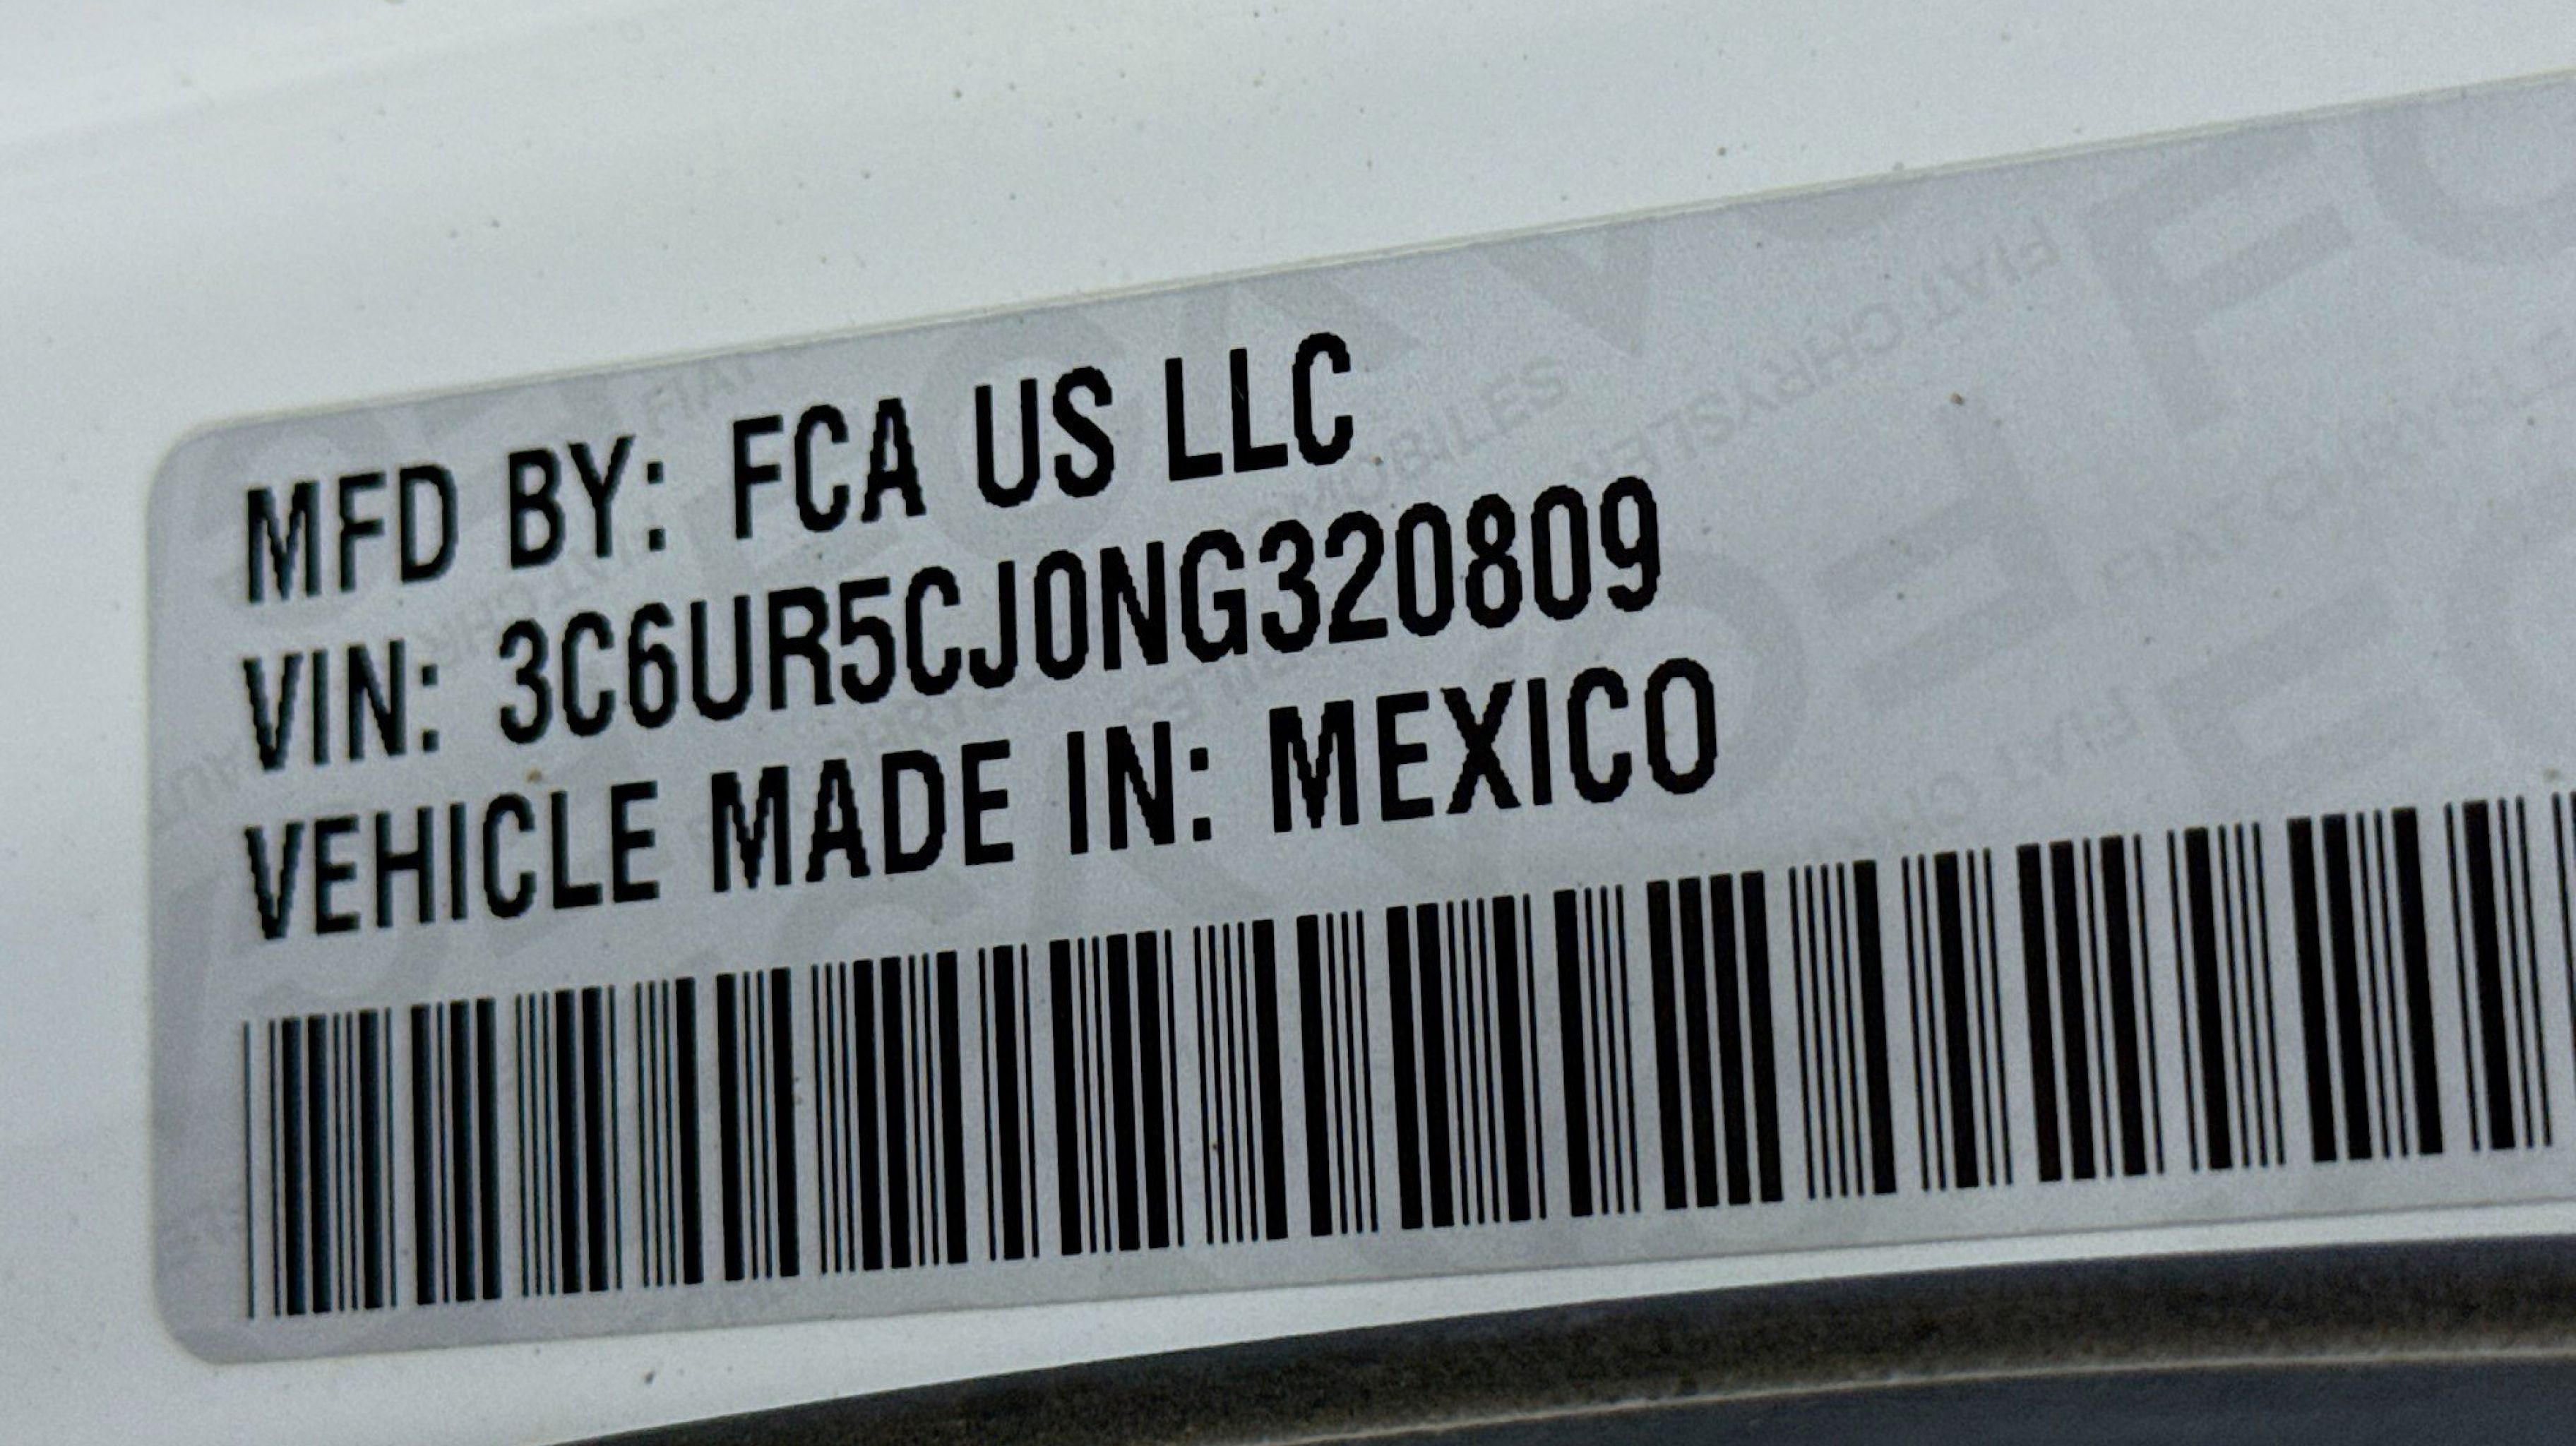 MFD BY: FCA US LLC
VIN: 3C6UR5CJ0NG320809
VEHICLE MADE IN: MEXICO